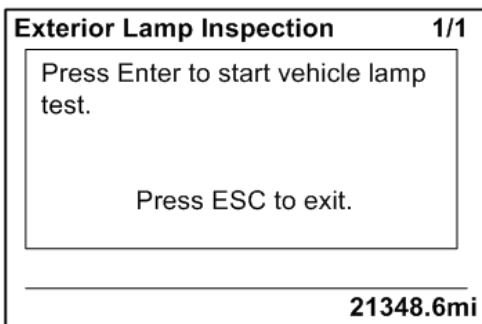 Exterior Lamp Inspection 1/1
Press Enter to start vehicle lamp
test.
Press ESC to exit.
21348.6mi